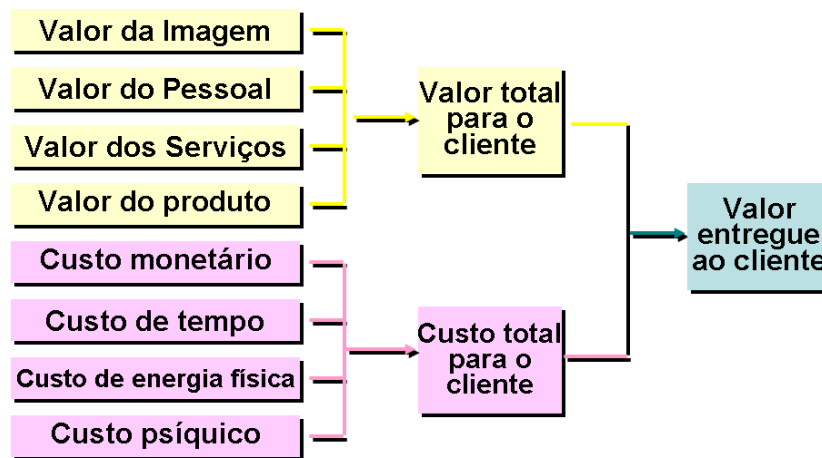 Valor da Imagem
Valor do Pessoal
Valor dos Serviços
Valor do produto
Custo monetário
Custo de tempo
Custo de energia física
Custo psíquico
Valor total
para o
cliente
Custo total
para o
cliente
Valor
entregue
ao cliente